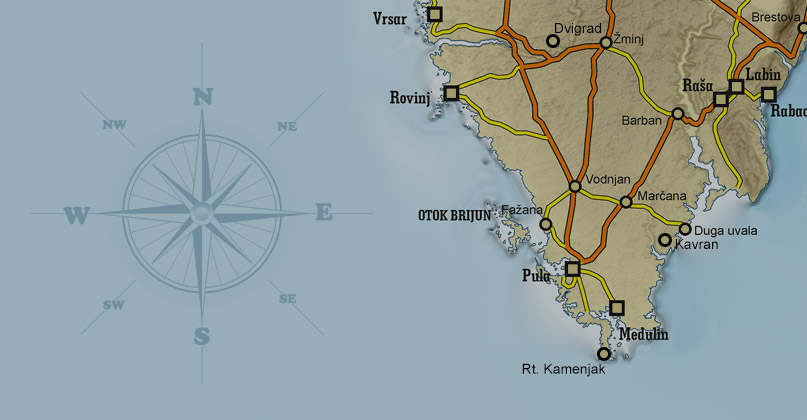 N
NW
NE
W
E
SW
SE
S
Vrsar
Dvigrad
Žminj
Brestova
Rovinj
Raša
Labin
Rabac
Barban
Vodnjan
Marčana
OTOK BRIJUN
Fažana
Duga uvala
Kavran
Pula
Medulin
Rt. Kamenjak